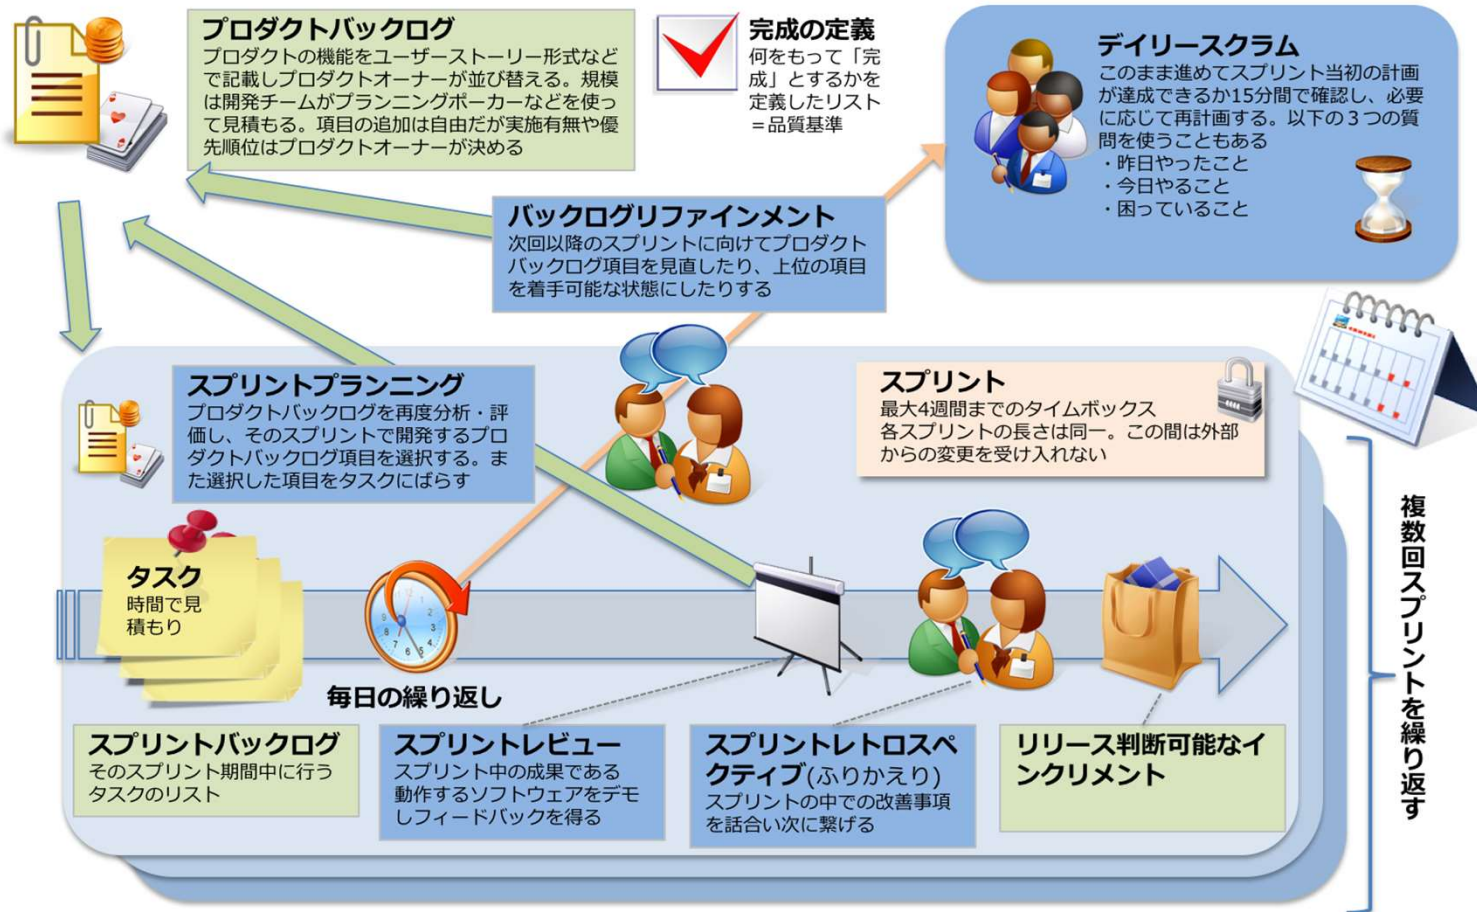 プロダクトバックログ
プロダクトの機能をユーザーストーリー形式など
で記載しプロダクトオーナーが並び替える。規模
は開発チームがプランニングポーカーなどを使っ
て見積もる。項目の追加は自由だが実施有無や優
先順位はプロダクトオーナーが決める
完成の定義
何をもって「完
成」とするかを
定義したリスト
＝品質基準
デイリースクラム
このまま進めてスプリント当初の計画
が達成できるか15分間で確認し、必要
に応じて再計画する。以下の３つの質
問を使うこともある
・昨日やったこと
・今日やること
・困っていること
バックログリファインメント
次回以降のスプリントに向けてプロダクト
バックログ項目を見直したり、上位の項目
を着手可能な状態にしたりする
スプリントプランニング
プロダクトバックログを再度分析・評
価し、そのスプリントで開発するプロ
ダクトバックログ項目を選択する。ま
た選択した項目をタスクにばらす
スプリント
最大4週間までのタイムボックス
各スプリントの長さは同一。この間は外部
からの変更を受け入れない
タスク
時間で見
積もり
毎日の繰り返し
スプリントバックログ
そのスプリント期間中に行う
タスクのリスト
スプリントレビュー
スプリント中の成果である
動作するソフトウェアをデモ
しフィードバックを得る
スプリントレトロスペ
クティブ(ふりかえり)
スプリントの中での改善事項
を話合い次に繋げる
リリース判断可能なイ
ンクリメント
複数回スプリントを繰り返す